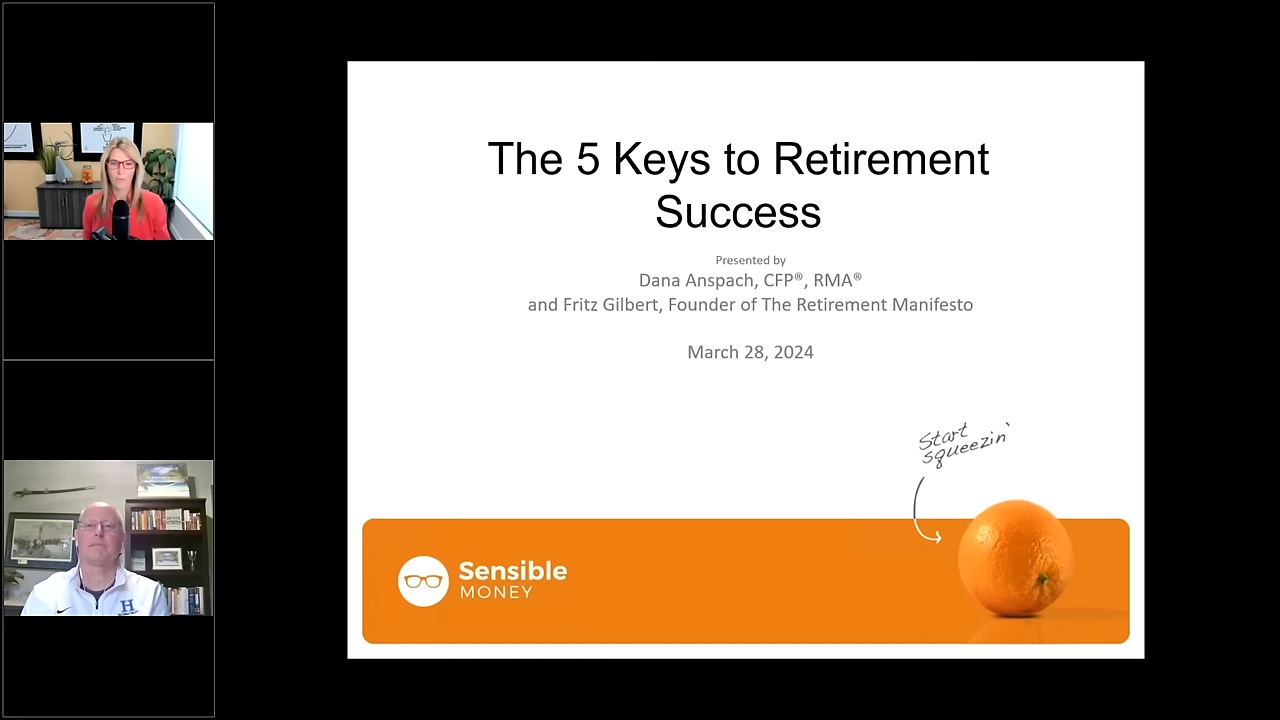 The 5 Keys to Retirement
Success
Presented by
Dana Anspach, CFP®, RMA®
and Fritz Gilbert, Founder of The Retirement Manifesto
March 28, 2024
Start
squeezin'
Sensible
MONEY
H